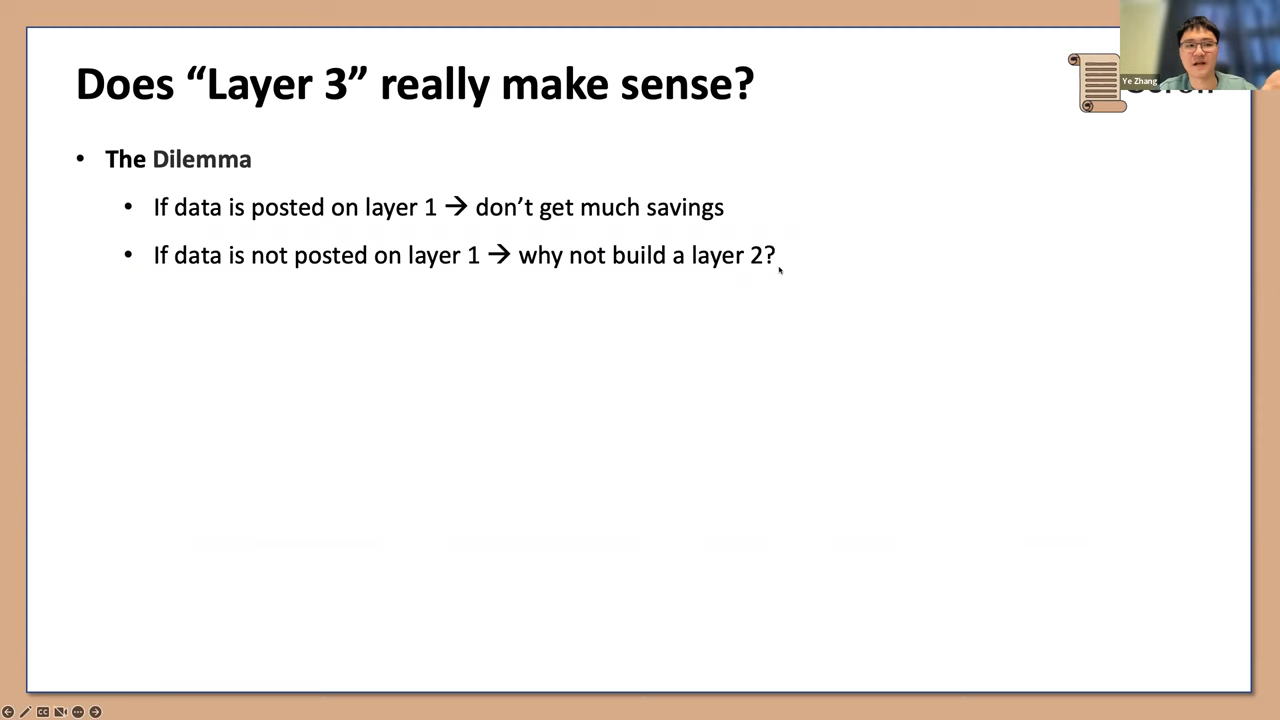 Does “Layer 3” really make sense?
Ye Zhang
• The Dilemma
• If data is posted on layer 1 → don’t get much savings
• If data is not posted on layer 1 → why not build a layer 2?